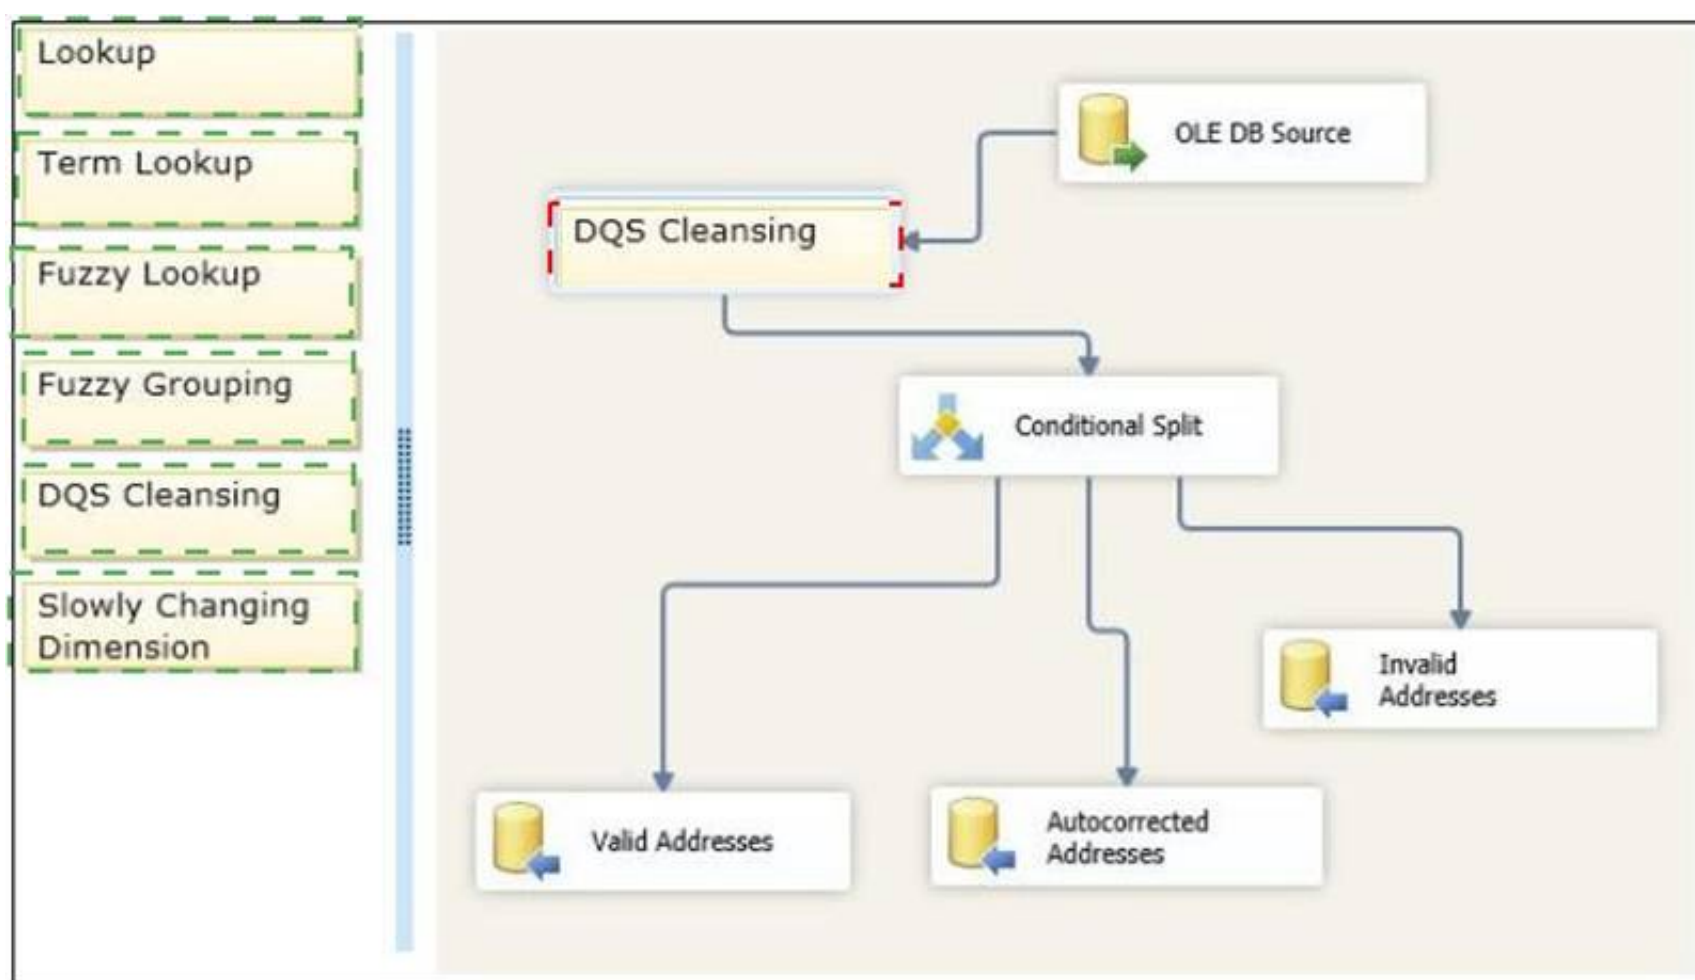 Lookup
Term Lookup
Fuzzy Lookup
Fuzzy Grouping
DQS Cleansing
Slowly Changing
Dimension
OLE DB Source
DQS Cleansing
Conditional Split
Invalid
Addresses
Valid Addresses
Autocorrected
Addresses